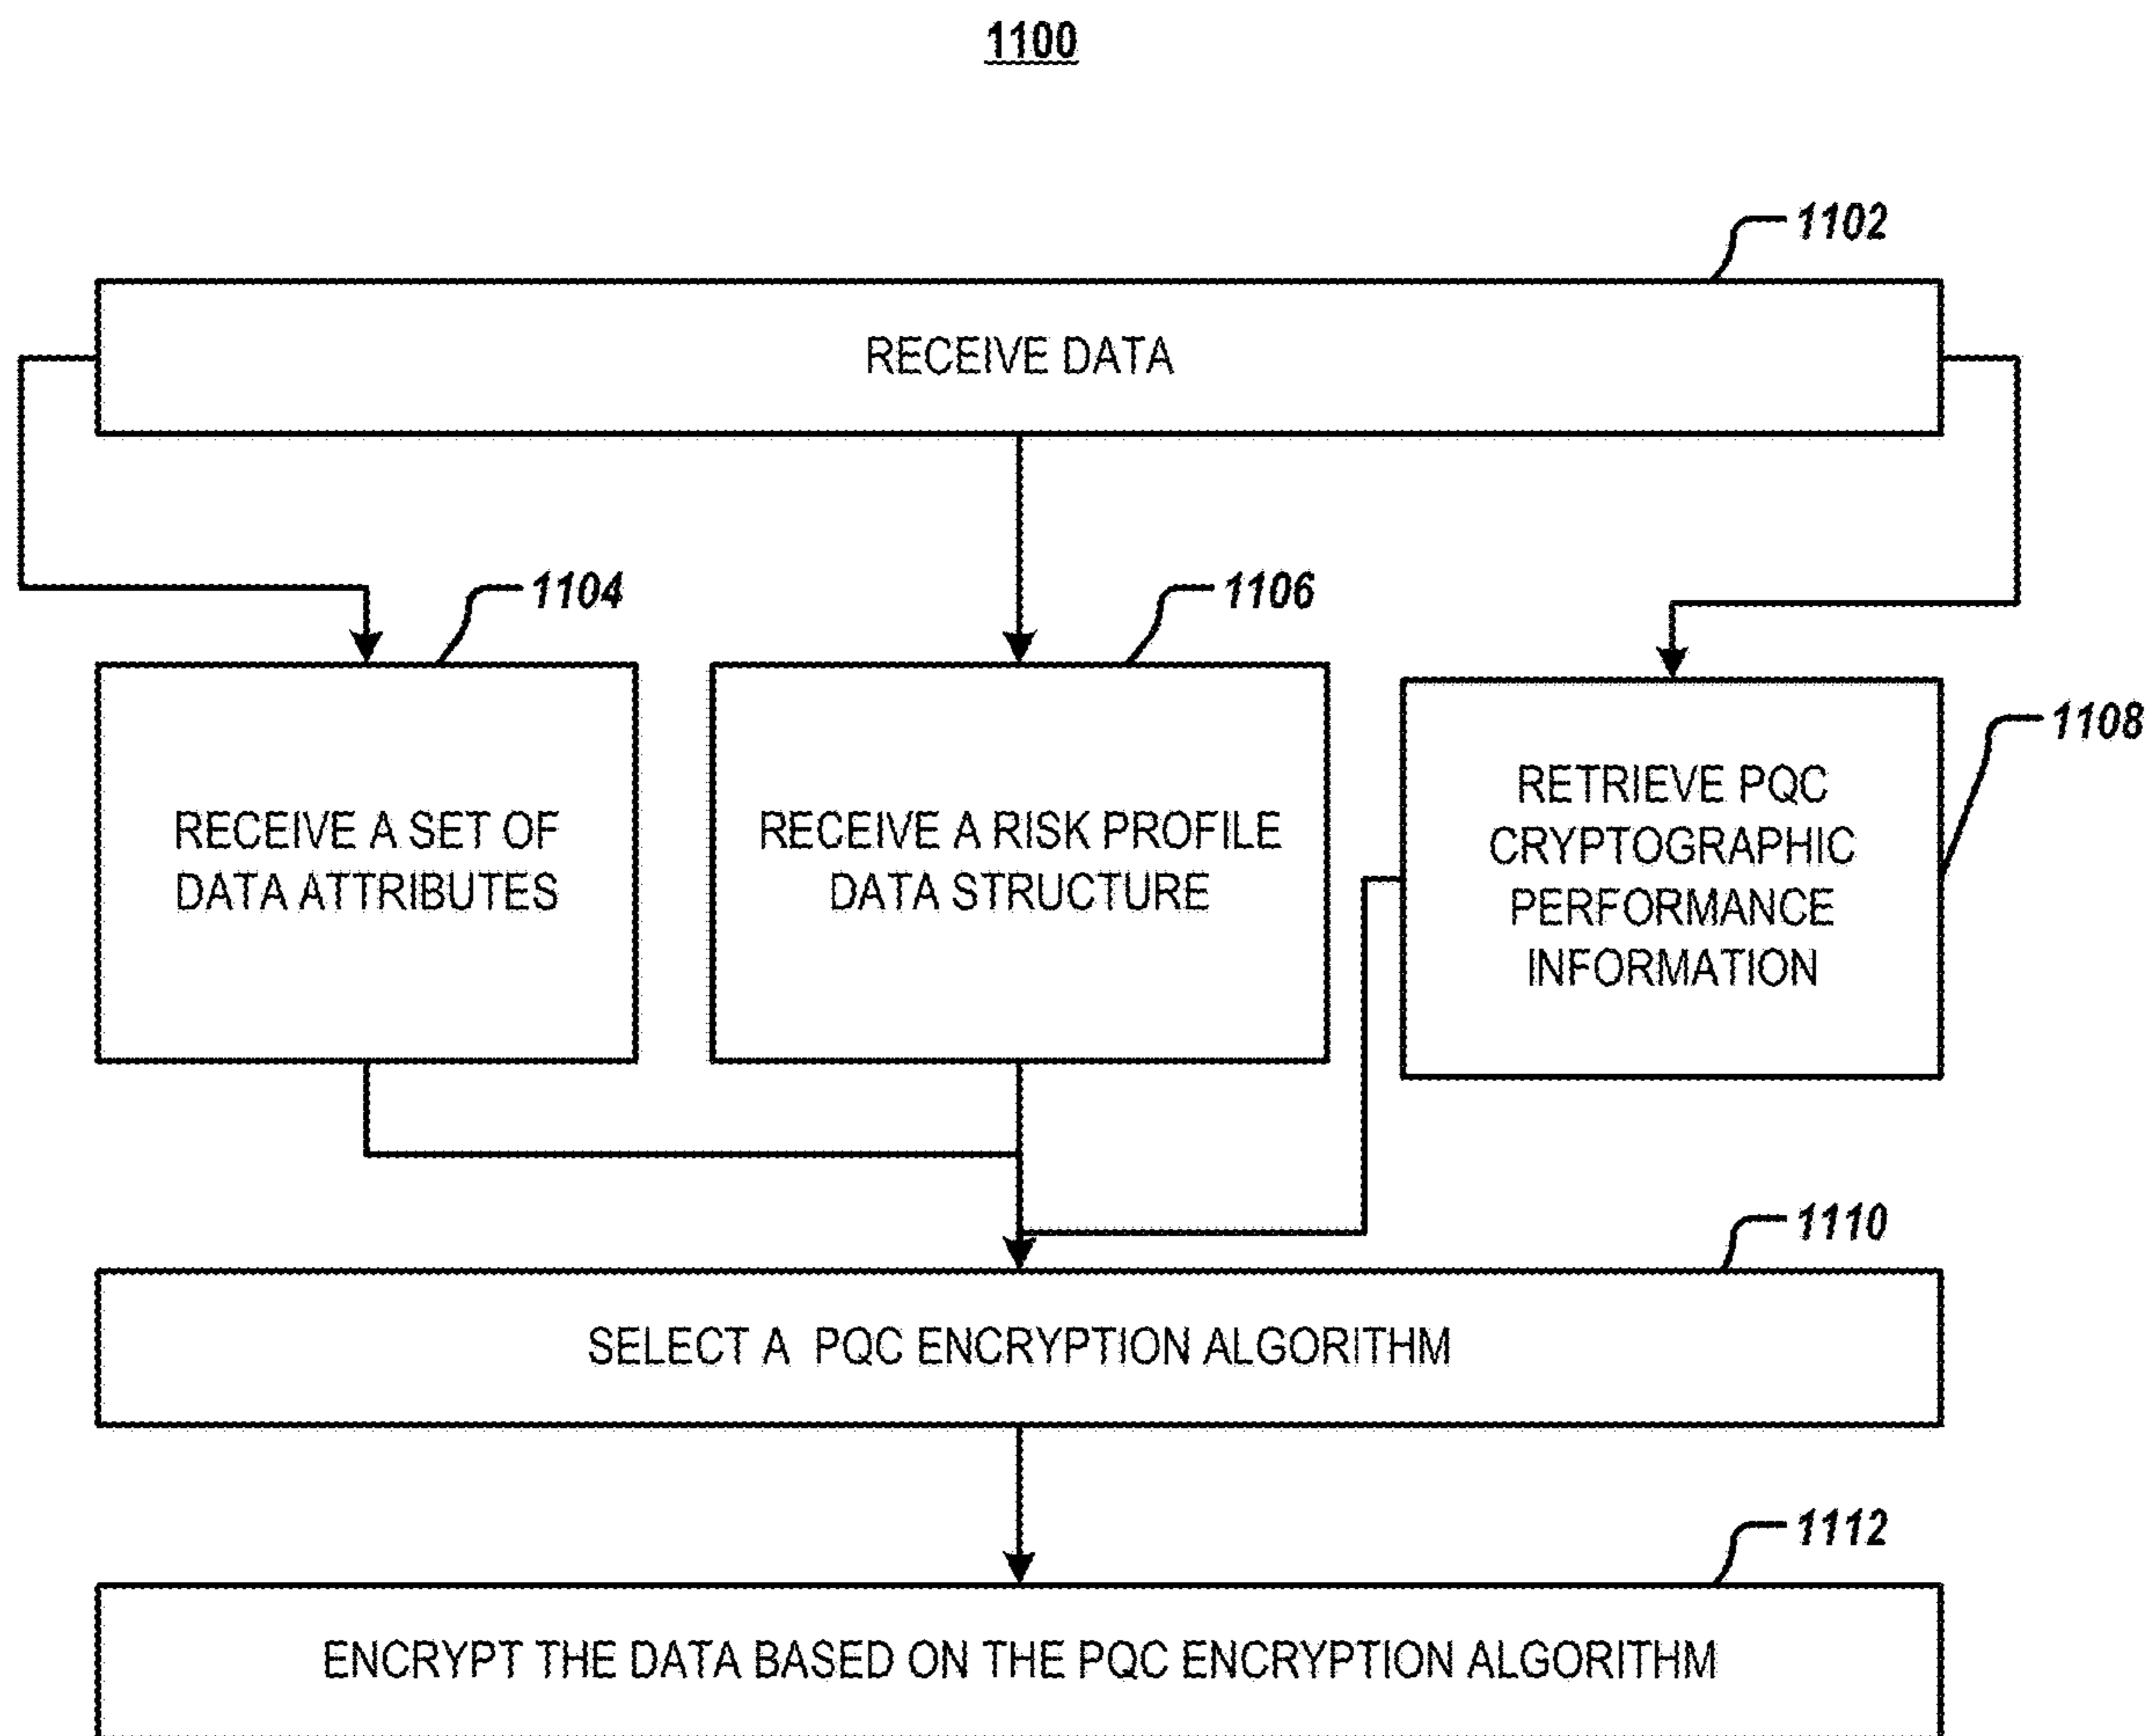 1100
1102
RECEIVE DATA
1104
1106
1108
RECEIVE A SET OF
DATA ATTRIBUTES
RECEIVE A RISK PROFILE
DATA STRUCTURE
RETRIEVE PQC
CRYPTOGRAPHIC
PERFORMANCE
INFORMATION
1110
SELECT A PQC ENCRYPTION ALGORITHM
1112
ENCRYPT THE DATA BASED ON THE PQC ENCRYPTION ALGORITHM